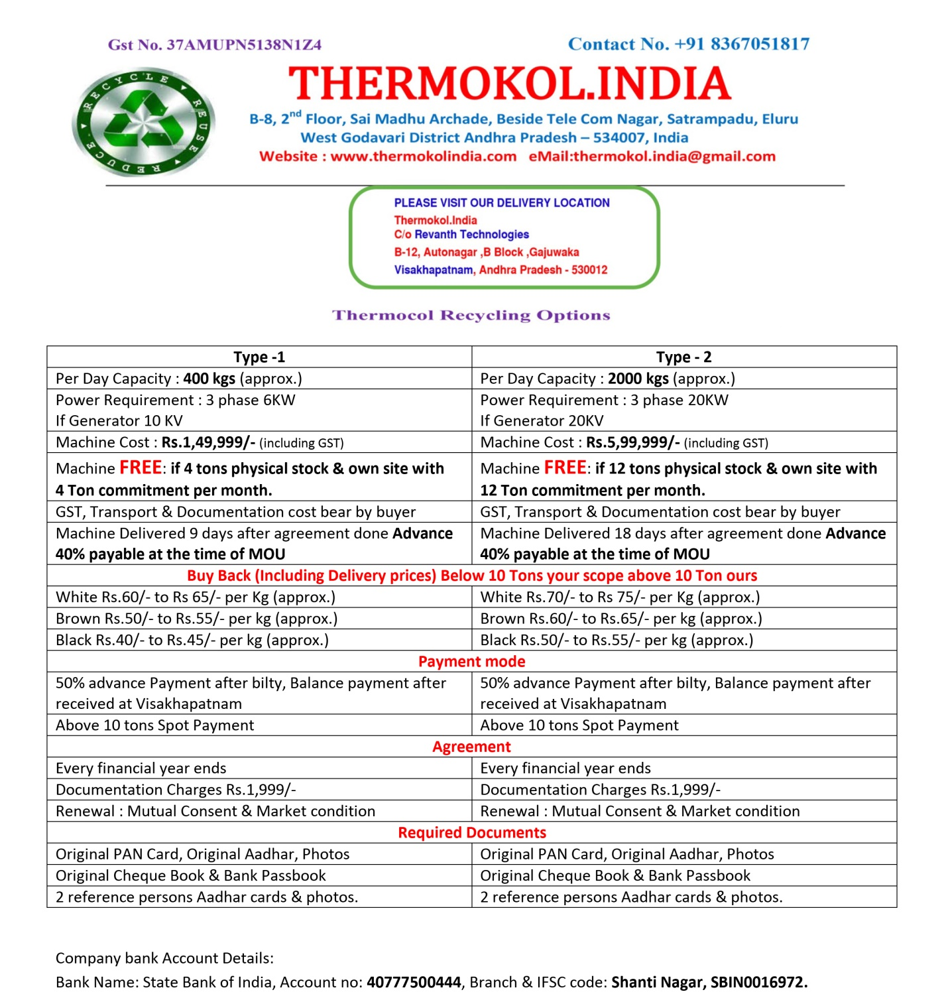 Gst No. 37AMUPN5138N1Z4
Contact No. +91 8367051817
RECYCLE REUSE REDUCE
THERMOKOL.INDIA
B-8, 2nd Floor, Sai Madhu Archade, Beside Tele Com Nagar, Satrampadu, Eluru
West Godavari District Andhra Pradesh – 534007, India
Website : www.thermokolindia.com eMail:thermokol.india@gmail.com
PLEASE VISIT OUR DELIVERY LOCATION
Thermokol.India
C/o Revanth Technologies
B-12, Autonagar ,B Block ,Gajuwaka
Visakhapatnam, Andhra Pradesh - 530012
Thermocol Recycling Options
Type -1
Type - 2
Per Day Capacity : 400 kgs (approx.)
Per Day Capacity : 2000 kgs (approx.)
Power Requirement : 3 phase 6KW
If Generator 10 KV
Power Requirement : 3 phase 20KW
If Generator 20KV
Machine Cost : Rs.1,49,999/- (including GST)
Machine Cost : Rs.5,99,999/- (including GST)
Machine FREE: if 4 tons physical stock & own site with
4 Ton commitment per month.
Machine FREE: if 12 tons physical stock & own site with
12 Ton commitment per month.
GST, Transport & Documentation cost bear by buyer
GST, Transport & Documentation cost bear by buyer
Machine Delivered 9 days after agreement done Advance
40% payable at the time of MOU
Machine Delivered 18 days after agreement done Advance
40% payable at the time of MOU
Buy Back (Including Delivery prices) Below 10 Tons your scope above 10 Ton ours
White Rs.60/- to Rs 65/- per Kg (approx.)
White Rs.70/- to Rs 75/- per Kg (approx.)
Brown Rs.50/- to Rs.55/- per kg (approx.)
Brown Rs.60/- to Rs.65/- per kg (approx.)
Black Rs.40/- to Rs.45/- per kg (approx.)
Black Rs.50/- to Rs.55/- per kg (approx.)
Payment mode
50% advance Payment after bilty, Balance payment after
received at Visakhapatnam
50% advance Payment after bilty, Balance payment after
received at Visakhapatnam
Above 10 tons Spot Payment
Above 10 tons Spot Payment
Agreement
Every financial year ends
Every financial year ends
Documentation Charges Rs.1,999/-
Documentation Charges Rs.1,999/-
Renewal : Mutual Consent & Market condition
Renewal : Mutual Consent & Market condition
Required Documents
Original PAN Card, Original Aadhar, Photos
Original PAN Card, Original Aadhar, Photos
Original Cheque Book & Bank Passbook
Original Cheque Book & Bank Passbook
2 reference persons Aadhar cards & photos.
2 reference persons Aadhar cards & photos.
Company bank Account Details:
Bank Name: State Bank of India, Account no: 40777500444, Branch & IFSC code: Shanti Nagar, SBIN0016972.